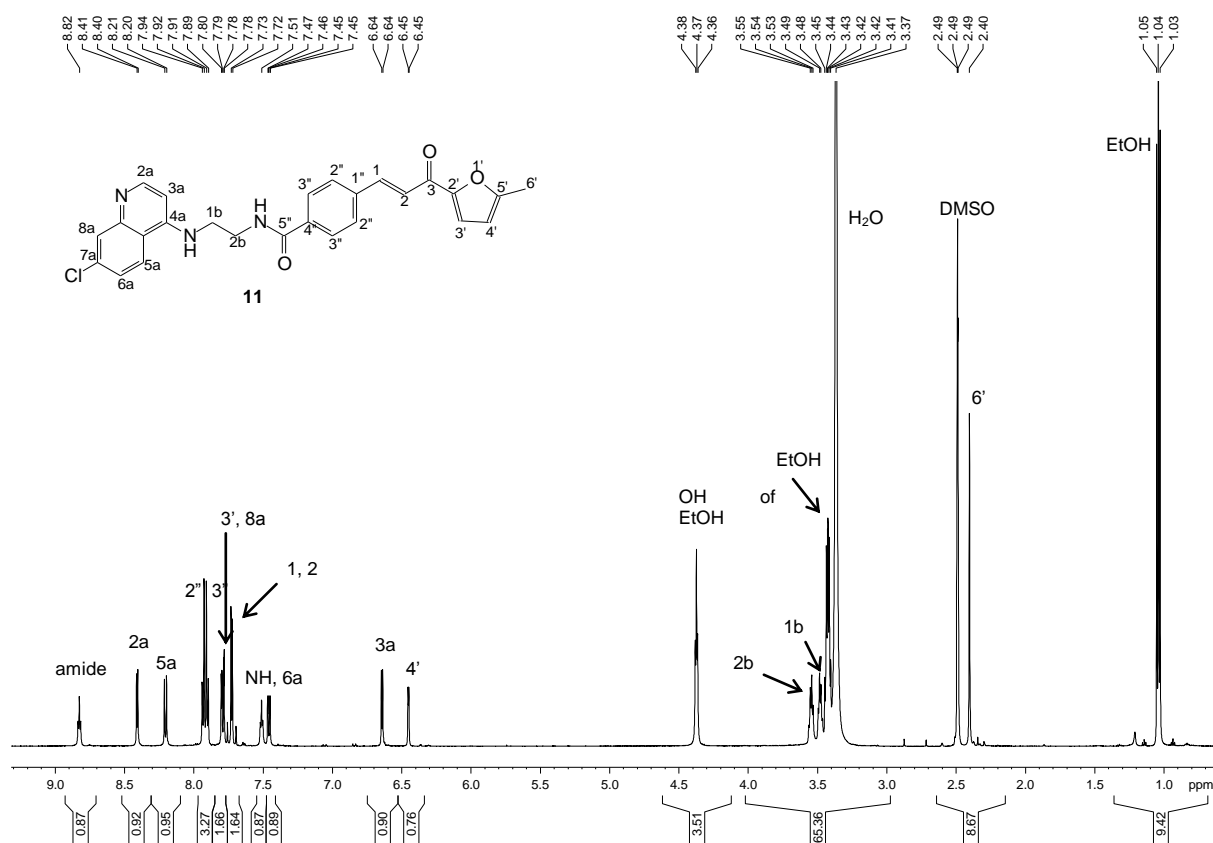 8.82 8.41 8.40 8.21 8.20 7.94 7.92 7.91 7.89 7.80 7.79 7.78 7.78 7.73 7.72 7.51 7.47 7.46 7.45 7.45 6.64 6.64 6.45 6.45 4.38 4.37 4.36 3.55 3.54 3.53 3.49 3.48 3.45 3.44 3.43 3.42 3.42 3.41 3.37 2.49 2.49 2.49 2.40 1.05 1.04 1.03
EtOH
O
2a 3a N 8a 4a 7a 5a 6a Cl NH 1b 2b H N 5" O 4" 3" 3" 2" 2" 1" 1 2 3 2' O 1' 5' 6' 3' 4'
11
H2O
DMSO
6'
EtOH
OH of
EtOH
3', 8a
1, 2
2" 3"
1b
2b
2a
5a
amide
NH, 6a
3a
4'
9.0 8.5 8.0 7.5 7.0 6.5 6.0 5.5 5.0 4.5 4.0 3.5 3.0 2.5 2.0 1.5 1.0 ppm
0.87 0.92 0.95 3.27 1.66 1.64 0.87 0.89 0.90 0.76 3.51 65.36 8.67 9.42